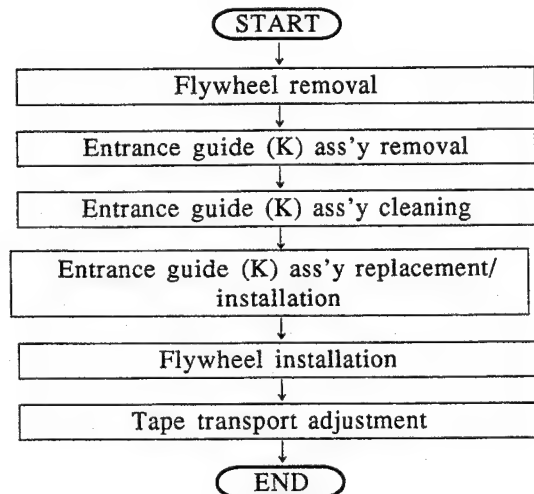 START
Flywheel removal
Entrance guide (K) ass'y removal
Entrance guide (K) ass'y cleaning
Entrance guide (K) ass'y replacement/
installation
Flywheel installation
Tape transport adjustment
END